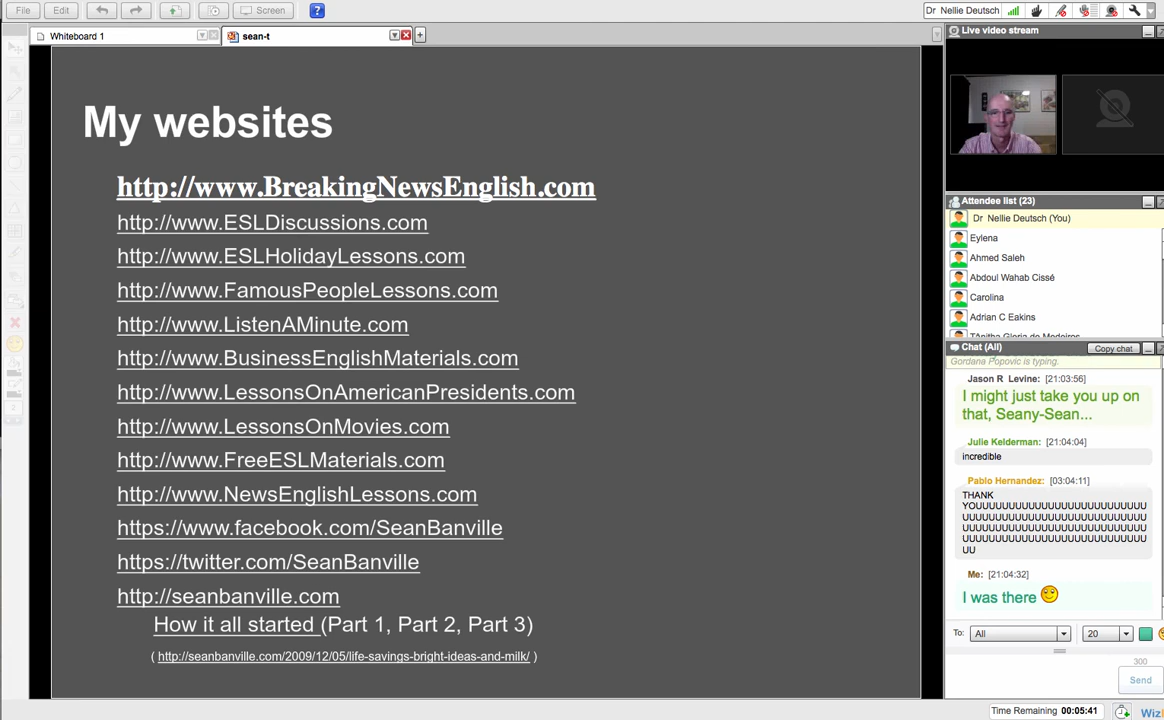 File
Edit
Screen
?
Dr Nellie Deutsch
Whiteboard 1
sean-t
My websites
http://www.BreakingNewsEnglish.com
http://www.ESLDiscussions.com
http://www.ESLHolidayLessons.com
http://www.FamousPeopleLessons.com
http://www.ListenAMinute.com
http://www.BusinessEnglishMaterials.com
http://www.LessonsOnAmericanPresidents.com
http://www.LessonsOnMovies.com
http://www.FreeESLMaterials.com
http://www.NewsEnglishLessons.com
https://www.facebook.com/SeanBanville
https://twitter.com/SeanBanville
http://seanbanville.com
How it all started (Part 1, Part 2, Part 3)
( http://seanbanville.com/2009/12/05/life-savings-bright-ideas-and-milk/ )
Live video stream
Attendee list (23)
Dr Nellie Deutsch (You)
Eylena
Ahmed Saleh
Abdoul Wahab Cissé
Carolina
Adrian C Eakins
Chat (All)
Copy chat
Gordana Popovic is typing.
Jason R Levine: [21:03:56]
I might just take you up on
that, Seany-Sean...
Julie Kelderman: [21:04:04]
incredible
Pablo Hernandez: [03:04:11]
THANK
YOUUUUUUUUUUUUUUUUUUUUUUUU
UUUUUUUUUUUUUUUUUUUUUUUUUU
UUUUUUUUUUUUUUUUUUUUUUUUUU
UUUUUUUUUUUUUUUUUUUUUUUUUU
UU
Me: [21:04:32]
I was there
To: All 20
300
Send
Time Remaining 00:05:41